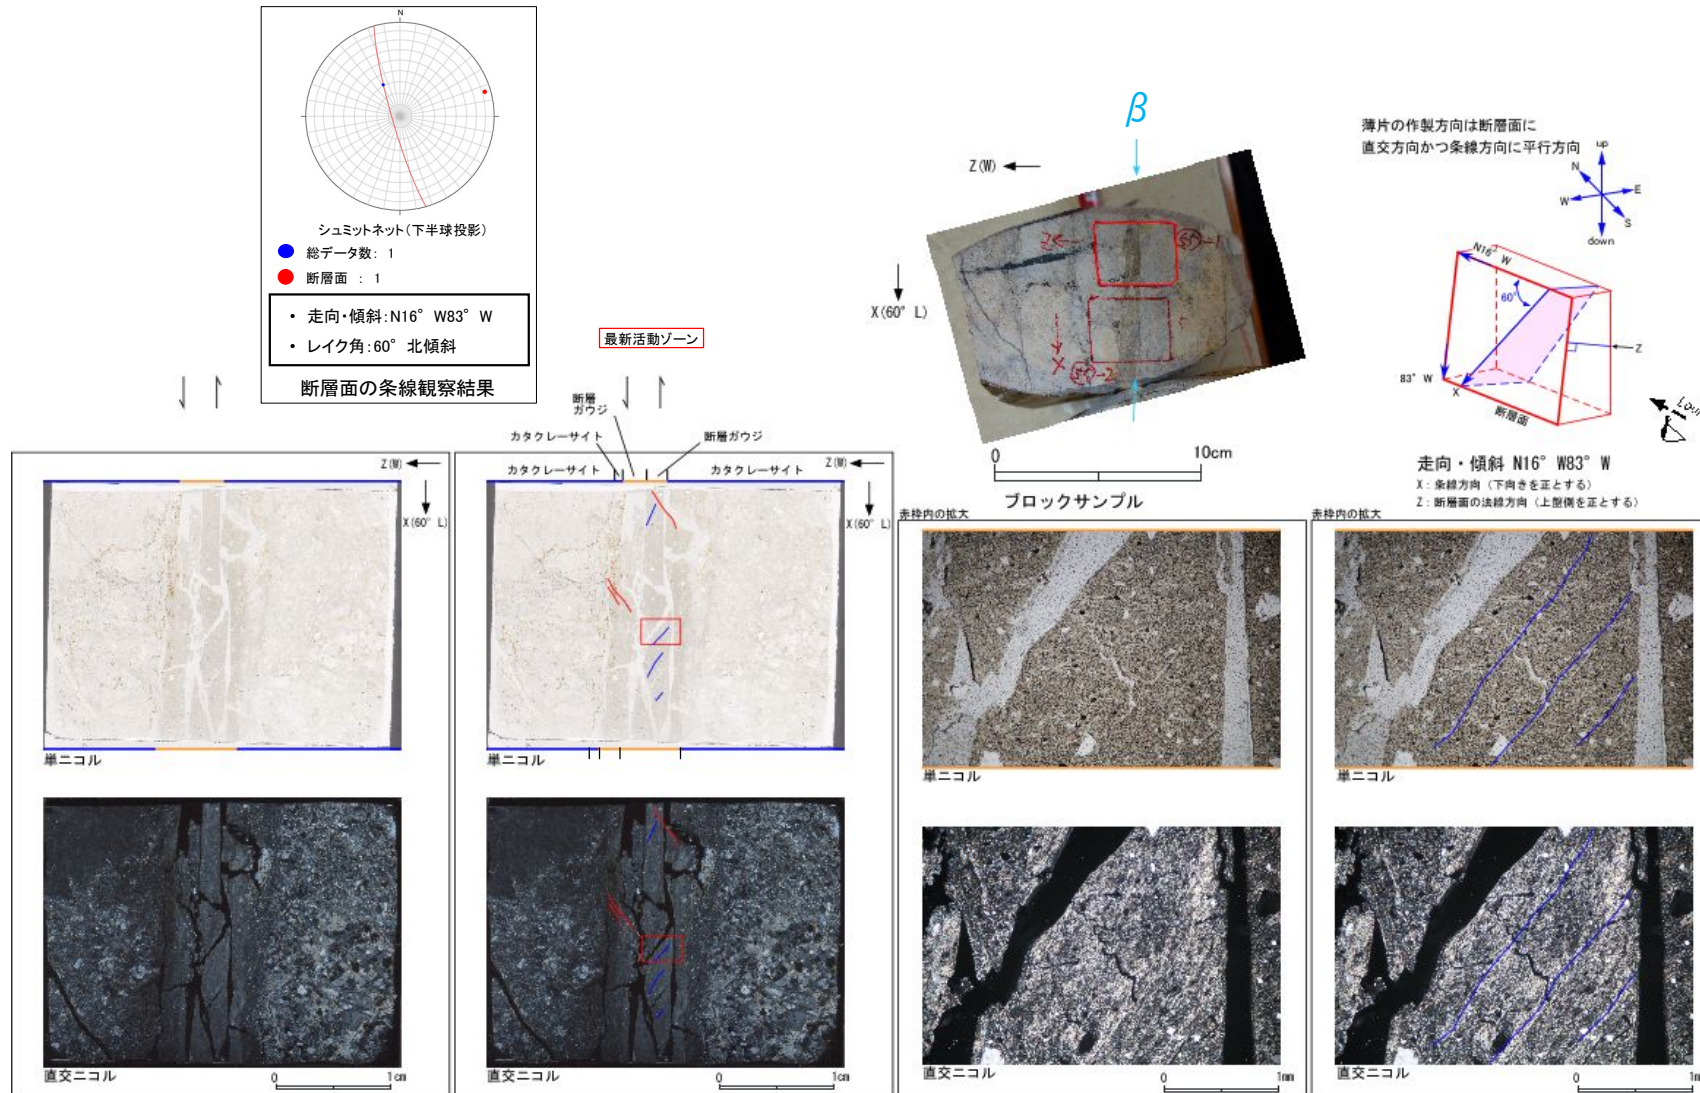 N
シュミットネット(下半球投影)
総データ数: 1
断層面 : 1
・ 走向・傾斜:N16° W83° W
・ レイク角:60° 北傾斜
断層面の条線観察結果
最新活動ゾーン
断層
ガウジ
カタクレーサイト
断層ガウジ
カタクレーサイト
カタクレーサイト
Z(W)
X(60° L)
単ニコル
直交ニコル
0
1cm
Z(W)
X(60° L)
単ニコル
直交ニコル
0
1cm
β
Z(W)
X(60° L)
0
10cm
ブロックサンプル
薄片の作製方向は断層面に
直交方向かつ条線方向に平行方向
up
N
E
W
S
down
N16° W
60°
Z
83° W
X
断層面
走向・傾斜 N16° W83° W
X:条線方向(下向きを正とする)
Z:断層面の法線方向(上盤側を正とする)
赤枠内の拡大
単ニコル
直交ニコル
0
1mm
赤枠内の拡大
単ニコル
直交ニコル
0